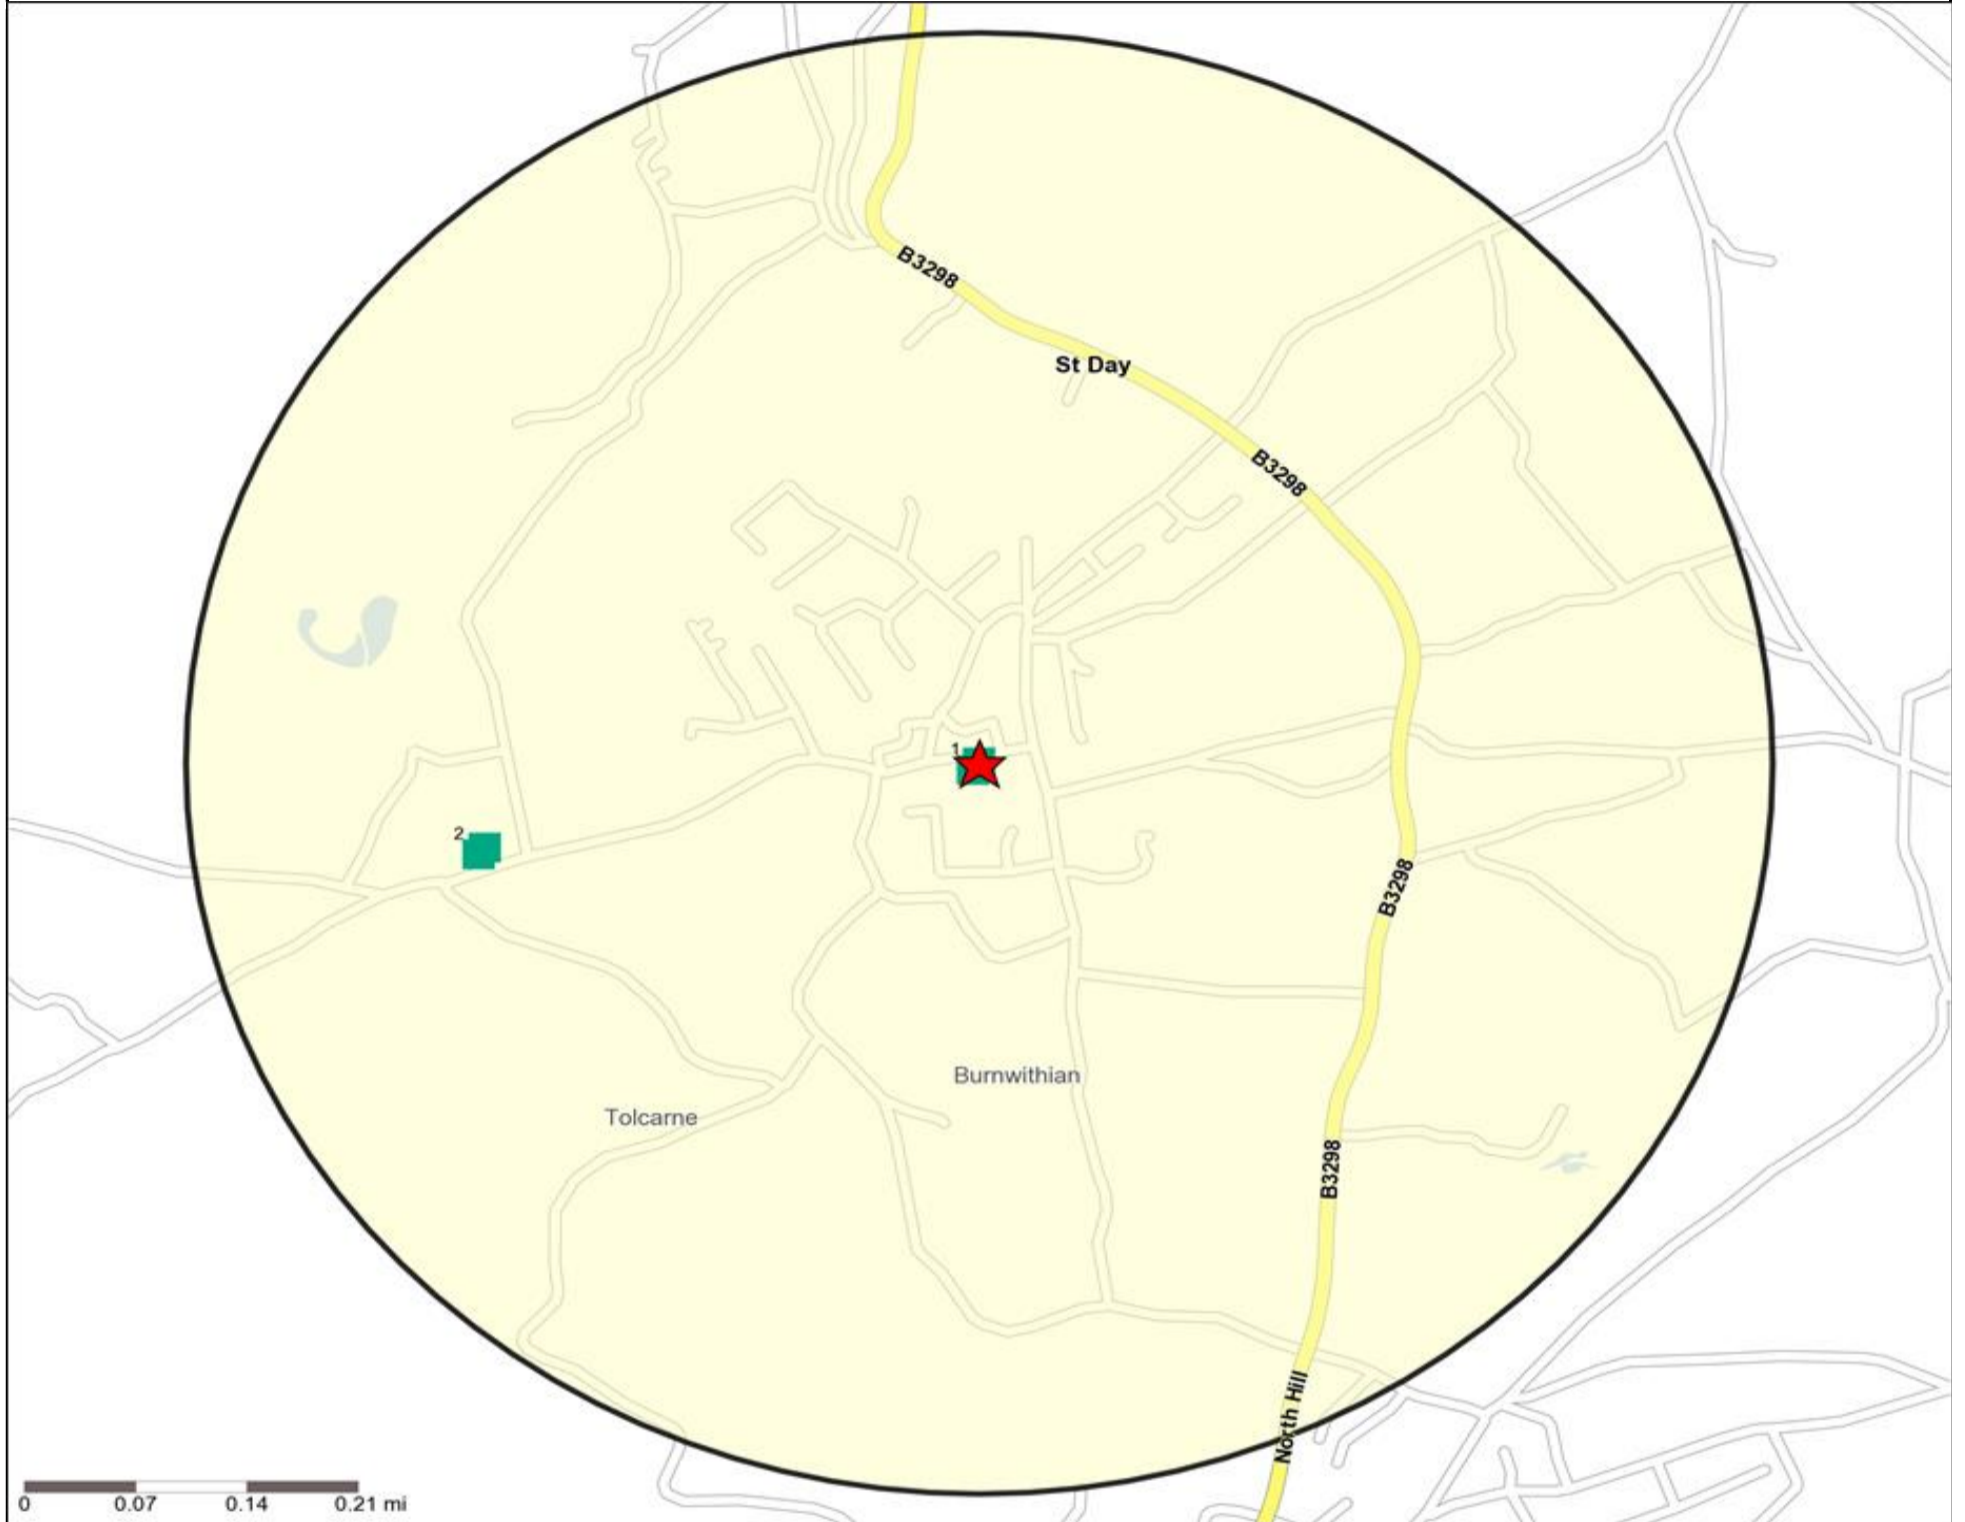 B3298
St Day
B3298
1
2
B3298
Burnwithian
Tolcarne
B3298
North Hill
0 0.07 0.14 0.21 mi